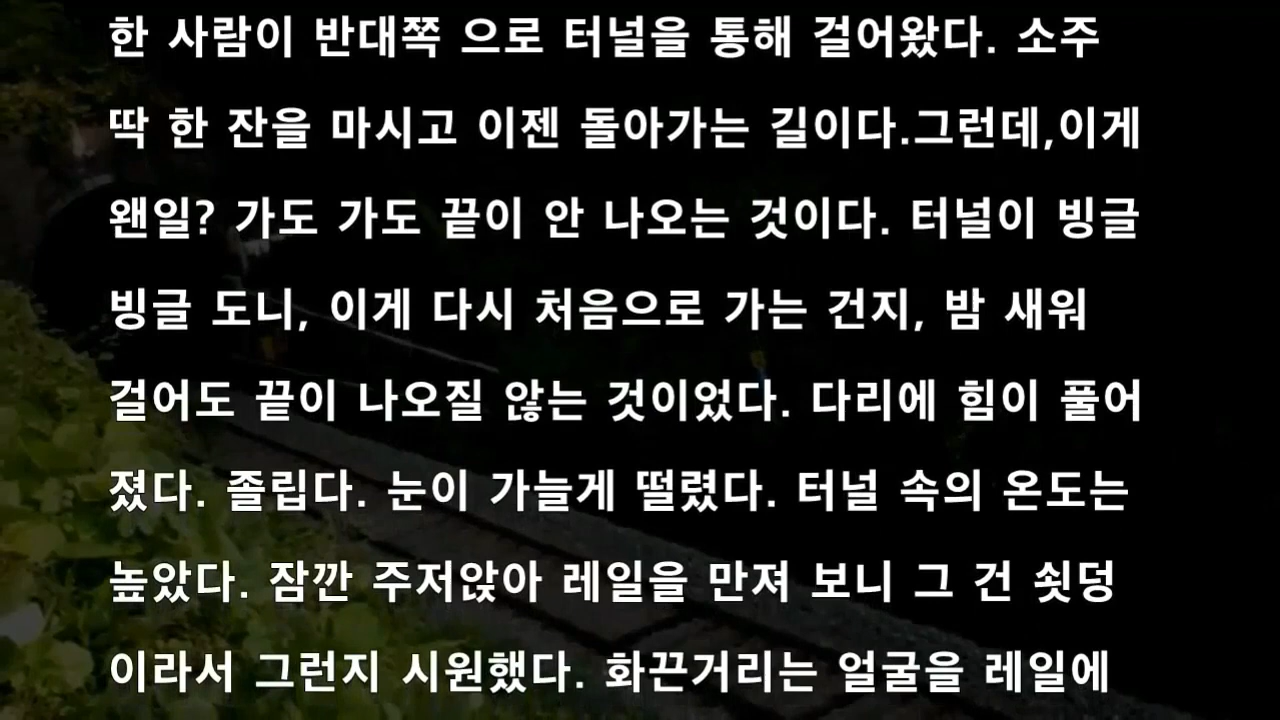 한 사람이 반대쪽 으로 터널을 통해 걸어왔다. 소주
딱 한 잔을 마시고 이젠 돌아가는 길이다.그런데,이게
왠일? 가도 가도 끝이 안 나오는 것이다. 터널이 빙글
빙글 도니, 이게 다시 처음으로 가는 건지, 밤 새워
걸어도 끝이 나오질 않는 것이었다. 다리에 힘이 풀어
졌다. 졸립다. 눈이 가늘게 떨렸다. 터널 속의 온도는
높았다. 잠깐 주저앉아 레일을 만져 보니 그 건 쇳덩
이라서 그런지 시원했다. 화끈거리는 얼굴을 레일에